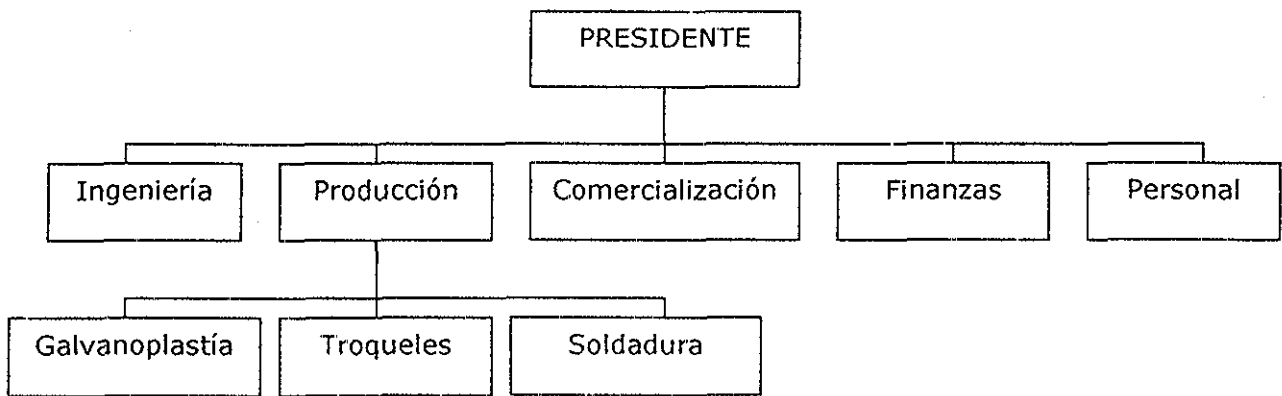 PRESIDENTE
Ingeniería
Producción
Comercialización
Finanzas
Personal
Galvanoplastía
Troqueles
Soldadura